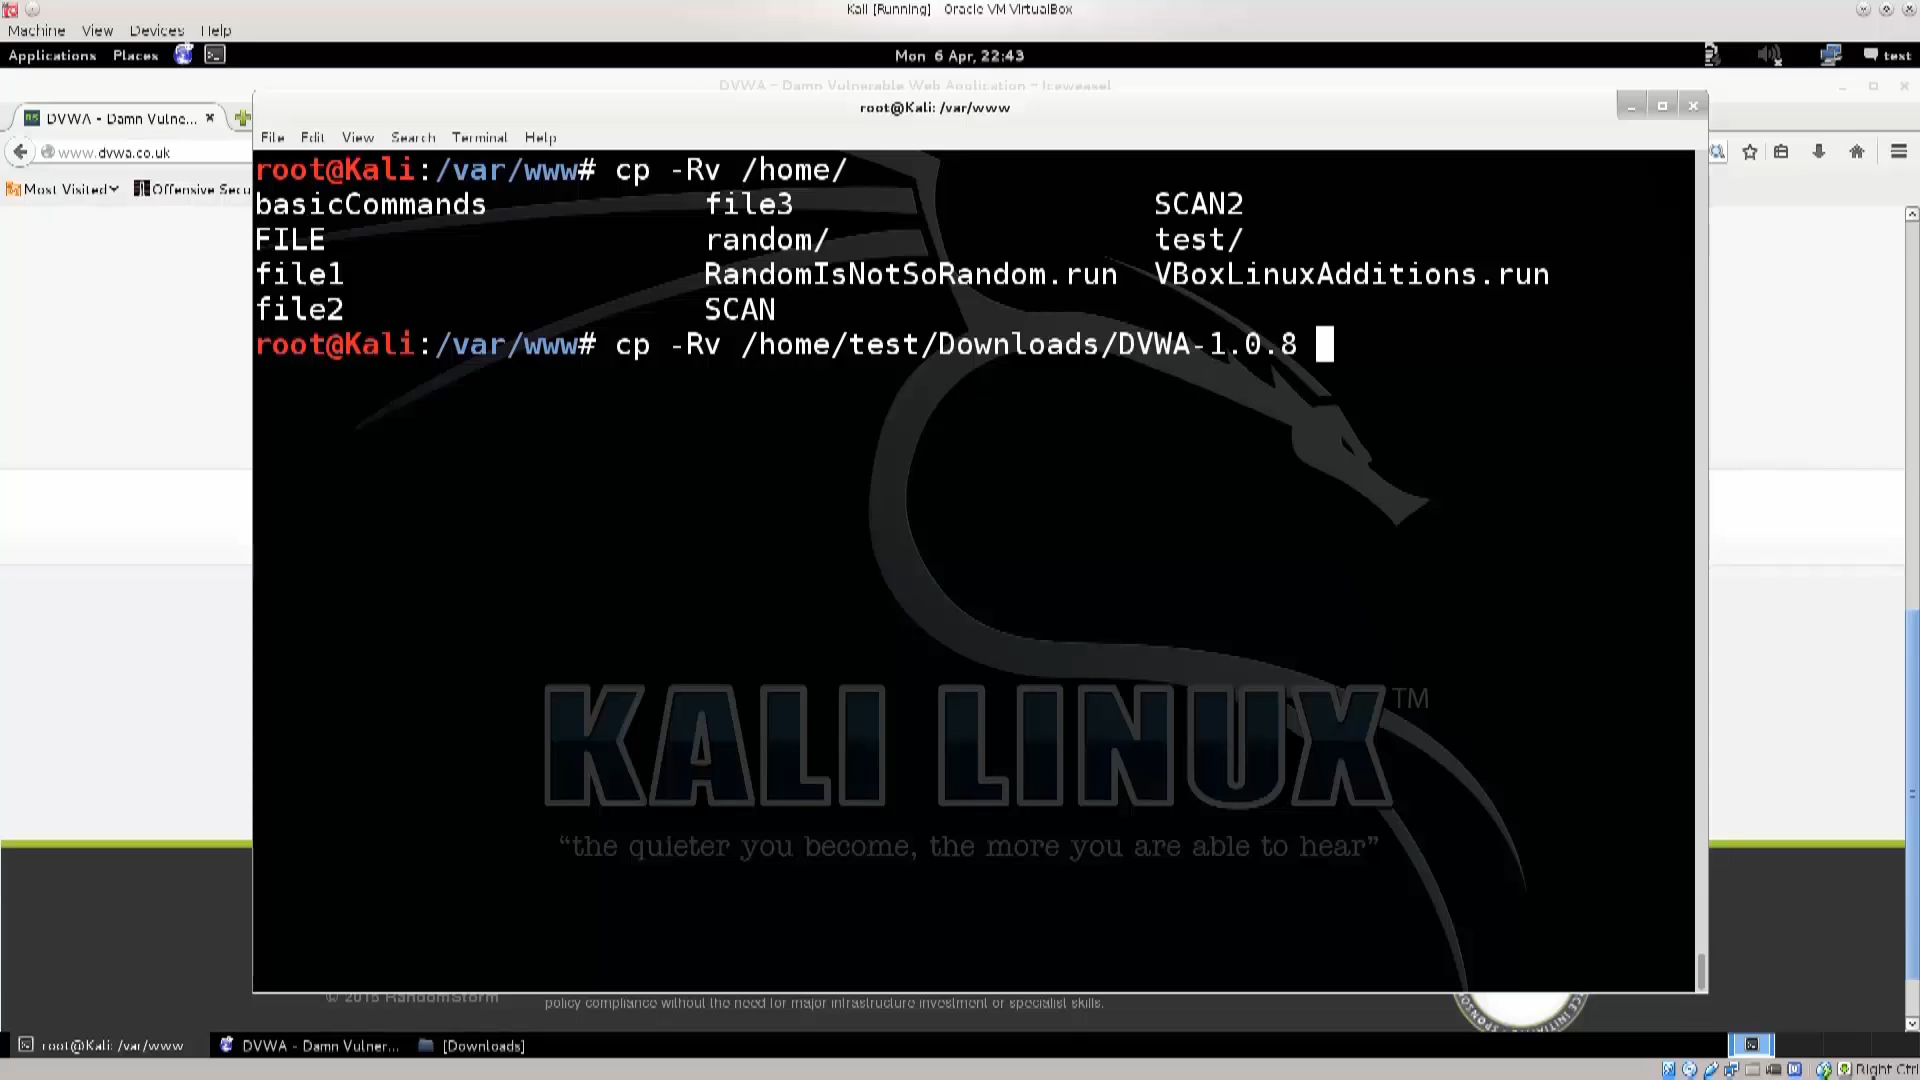 Kali [Running] Oracle VM VirtualBox
Machine View Devices Help
Applications Places Mon 6 Apr, 22:43 test
DVWA - Damn Vulnerable Web Application - Iceweasel
root@Kali: /var/www
DVWA - Damn Vulne...
File Edit View Search Terminal Help
www.dvwa.co.uk
Most Visited Offensive Secu
root@Kali:/var/www# cp -Rv /home/
basicCommands file3 SCAN2
FILE random/ test/
file1 RandomIsNotSoRandom.run VBoxLinuxAdditions.run
file2 SCAN
root@Kali:/var/www# cp -Rv /home/test/Downloads/DVWA-1.0.8
KALI LINUX™
“the quieter you become, the more you are able to hear”
© 2015 RandomStorm
policy compliance without the need for major infrastructure investment or specialist skills.
root@Kali: /var/www DVWA - Damn Vulner... [Downloads]
Right Ctrl